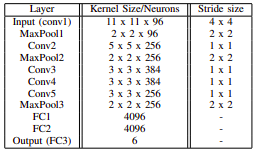 Layer Kernel Size/Neurons Stride size
Input (conv1) 11 x 11 x 96 4 x 4
MaxPool1 2 x 2 x 96 2 x 2
Conv2 5 x 5 x 256 1 x 1
MaxPool2 2 x 2 x 256 2 x 2
Conv3 3 x 3 x 384 1 x 1
Conv4 3 x 3 x 384 1 x 1
Conv5 3 x 3 x 256 1 x 1
MaxPool3 2 x 2 x 256 2 x 2
FC1 4096 -
FC2 4096 -
Output (FC3) 6 -